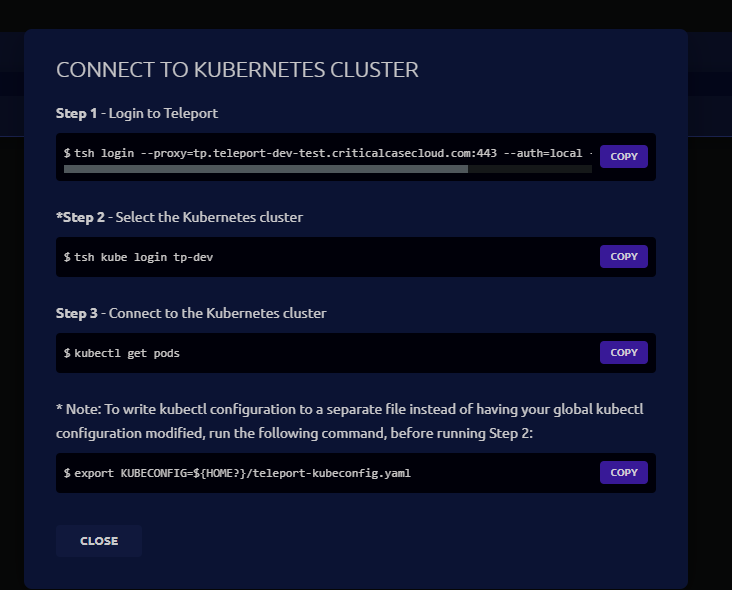 CONNECT TO KUBERNETES CLUSTER
Step 1 - Login to Teleport
$ tsh login --proxy=tp.teleport-dev-test.criticalcasecloud.com:443 --auth=local -
COPY
*Step 2 - Select the Kubernetes cluster
$ tsh kube login tp-dev
COPY
Step 3 - Connect to the Kubernetes cluster
$ kubectl get pods
COPY
* Note: To write kubectl configuration to a separate file instead of having your global kubectl
configuration modified, run the following command, before running Step 2:
$ export KUBECONFIG=${HOME?}/teleport-kubeconfig.yaml
COPY
CLOSE